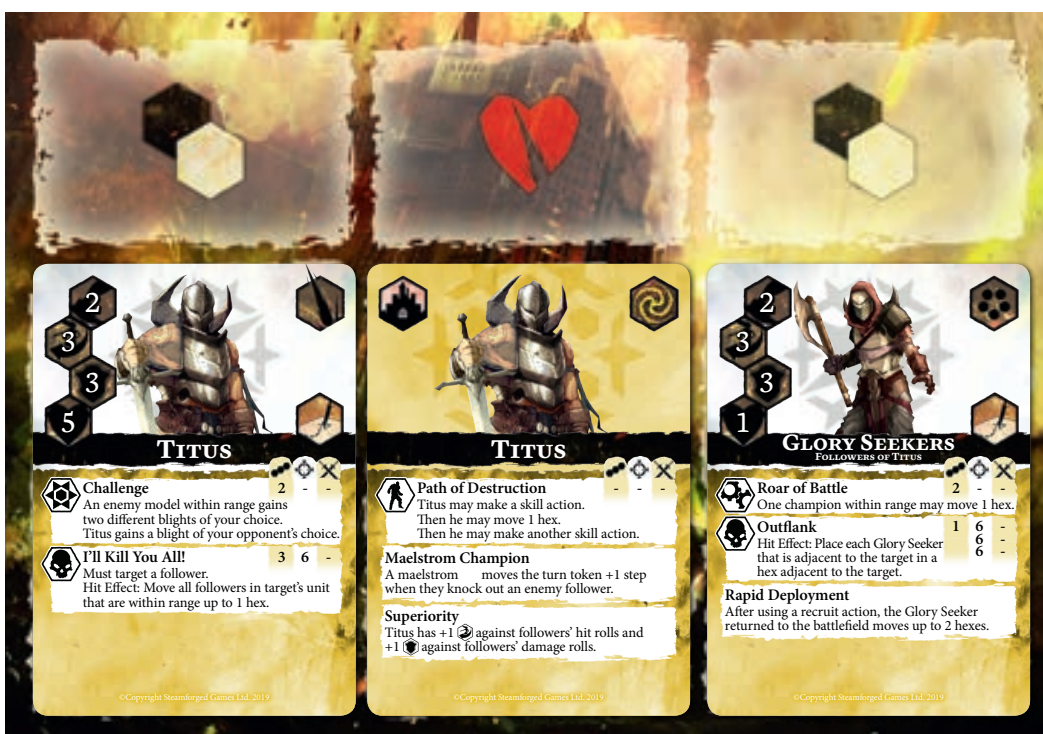 2
3
3
5
TITUS
Challenge 2 - -
An enemy model within range gains
two different blights of your choice.
Titus gains a blight of your opponent's choice.
I'll Kill You All! 3 6 -
Must target a follower.
Hit Effect: Move all followers in target's unit
that are within range up to 1 hex.
©Copyright Steamforged Games Ltd. 2019
TITUS
Path of Destruction - - -
Titus may make a skill action.
Then he may move 1 hex.
Then he may make another skill action.
Maelstrom Champion
A maelstrom moves the turn token +1 step
when they knock out an enemy follower.
Superiority
Titus has +1 against followers' hit rolls and
+1 against followers' damage rolls.
©Copyright Steamforged Games Ltd. 2019
2
3
3
1
GLORY SEEKERS
FOLLOWERS OF TITUS
Roar of Battle 2 - -
One champion within range may move 1 hex.
Outflank 1 6 -
Hit Effect: Place each Glory Seeker 6 -
that is adjacent to the target in a 6 -
hex adjacent to the target.
Rapid Deployment
After using a recruit action, the Glory Seeker
returned to the battlefield moves up to 2 hexes.
©Copyright Steamforged Games Ltd. 2019